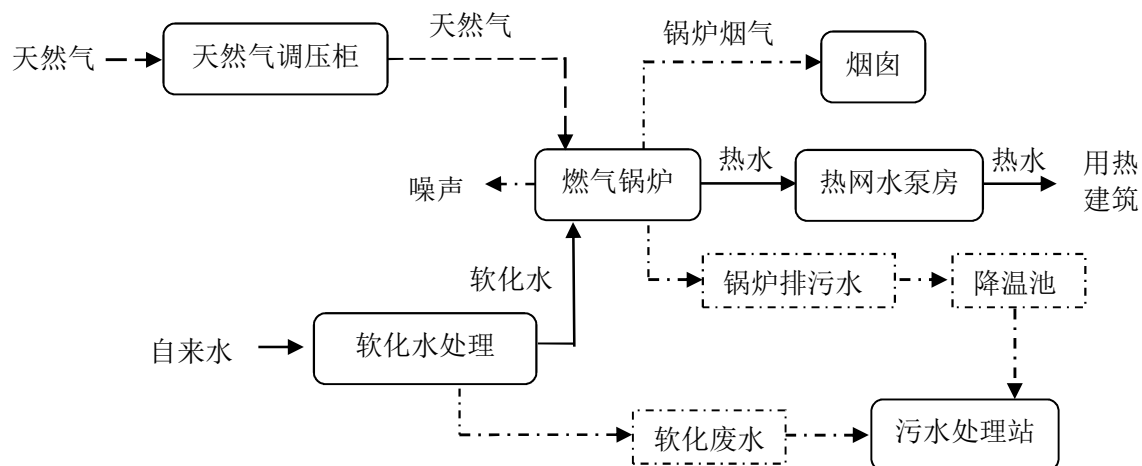 天然气
天然气调压柜
天然气
锅炉烟气
烟囱
噪声
燃气锅炉
热水
热网水泵房
热水
用热
建筑
软化水
锅炉排污水
降温池
自来水
软化水处理
软化废水
污水处理站